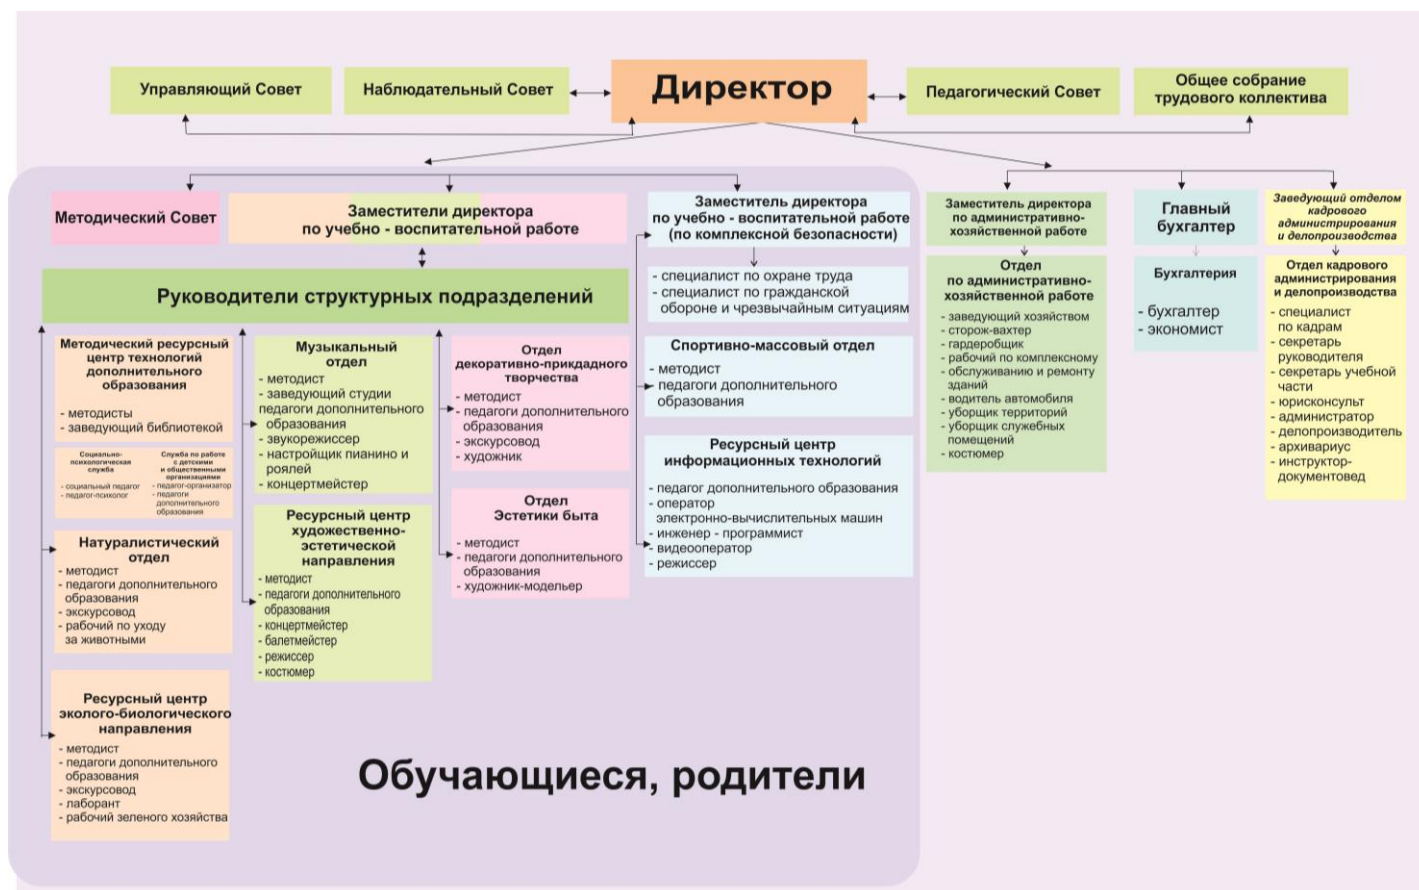 Управляющий Совет
Наблюдательный Совет
Директор
Педагогический Совет
Общее собрание
трудового коллектива
Методический Совет
Заместители директора
по учебно - воспитательной работе
Заместитель директора
по учебно - воспитательной работе
(по комплексной безопасности)
Заместитель директора
по административно-
хозяйственной работе
Главный
бухгалтер
Заведующий отделом
кадрового
администрирования
и делопроизводства
Руководители структурных подразделений
- специалист по охране труда
- специалист по гражданской
обороне и чрезвычайным ситуациям
Отдел
по административно-
хозяйственной работе
- заведующий хозяйством
- сторож-вахтер
- гардеробщик
- рабочий по комплексному
- обслуживанию и ремонту
зданий
- водитель автомобиля
- уборщик территорий
- уборщик служебных
помещений
- костюмер
Бухгалтерия
- бухгалтер
- экономист
Отдел кадрового
администрирования
и делопроизводства
- специалист
по кадрам
- секретарь
руководителя
- секретарь учебной
части
- юрисконсульт
- администратор
- делопроизводитель
- архивариус
- инструктор-
документовед
Методический ресурсный
центр технологий
дополнительного
образования
- методисты
- заведующий библиотекой
Социально-
психологическая
служба
- социальный педагог
- педагог-психолог
Служба по работе
с детскими
и общественными
организациями
- педагог-организатор
- педагоги
дополнительного
образования
Натуралистический
отдел
- методист
- педагоги дополнительного
образования
- экскурсовод
- рабочий по уходу
за животными
Ресурсный центр
эколого-биологического
направления
- методист
- педагоги дополнительного
образования
- экскурсовод
- лаборант
- рабочий зеленого хозяйства
Музыкальный
отдел
- методист
- заведующий студии
педагоги дополнительного
образования
- звукорежиссер
- настройщик пианино и
роялей
- концертмейстер
Ресурсный центр
художественно-
эстетической
направления
- методист
- педагоги дополнительного
образования
- концертмейстер
- балетмейстер
- режиссер
- костюмер
Отдел
декоративно-прикдадного
творчества
- методист
- педагоги дополнительного
образования
- экскурсовод
- художник
Отдел
Эстетики быта
- методист
- педагоги дополнительного
образования
- художник-модельер
Спортивно-массовый отдел
- методист
- педагоги дополнительного
образования
Ресурсный центр
информационных технологий
- педагог дополнительного образования
- оператор
электронно-вычислительных машин
- инженер - программист
- видеооператор
- режиссер
Обучающиеся, родители